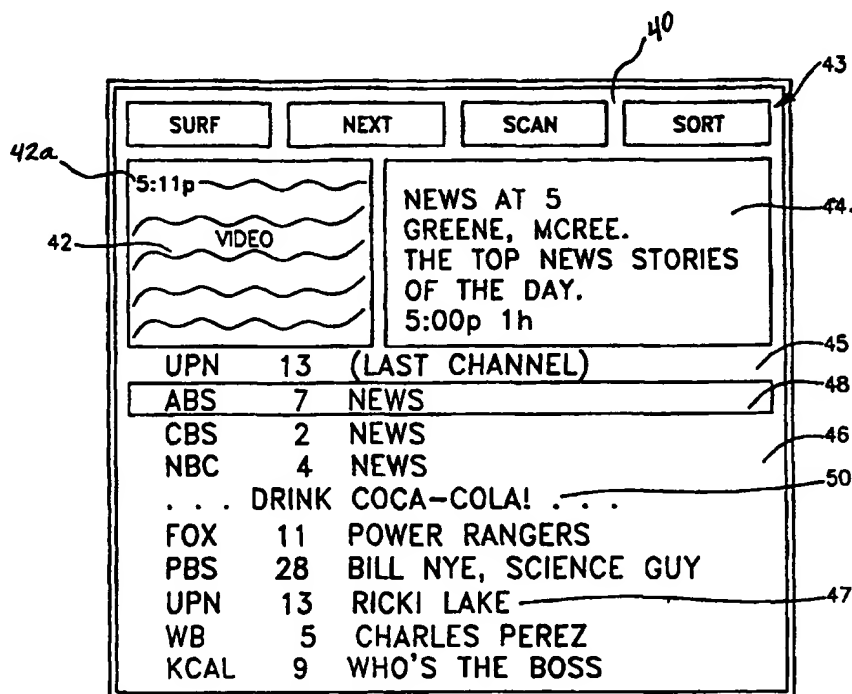 40
43
SURF NEXT SCAN SORT
42a
5:11p
VIDEO
42
NEWS AT 5
GREENE, MCREE.
THE TOP NEWS STORIES
OF THE DAY.
5:00p 1h
44
UPN 13 (LAST CHANNEL)
45
ABS 7 NEWS
48
CBS 2 NEWS
46
NBC 4 NEWS
. . . DRINK COCA-COLA! . . .
50
FOX 11 POWER RANGERS
PBS 28 BILL NYE, SCIENCE GUY
UPN 13 RICKI LAKE
47
WB 5 CHARLES PEREZ
KCAL 9 WHO'S THE BOSS